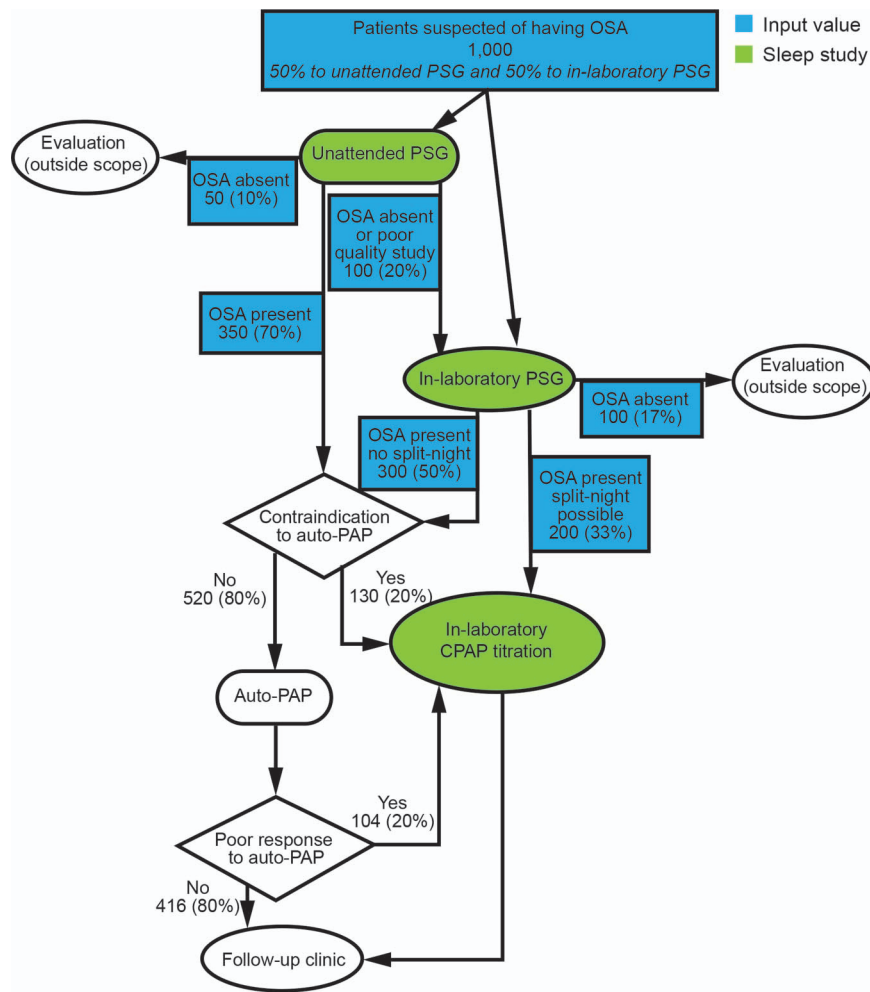 Patients suspected of having OSA
1,000
50% to unattended PSG and 50% to in-laboratory PSG
Input value
Sleep study
Evaluation
(outside scope)
Unattended PSG
OSA absent
50 (10%)
OSA absent
or poor
quality study
100 (20%)
OSA present
350 (70%)
In-laboratory PSG
Evaluation
(outside scope)
OSA absent
100 (17%)
OSA present
no split-night
300 (50%)
OSA present
split-night
possible
200 (33%)
Contraindication
to auto-PAP
No
520 (80%)
Yes
130 (20%)
In-laboratory
CPAP titration
Auto-PAP
Yes
104 (20%)
Poor response
to auto-PAP
No
416 (80%)
Follow-up clinic